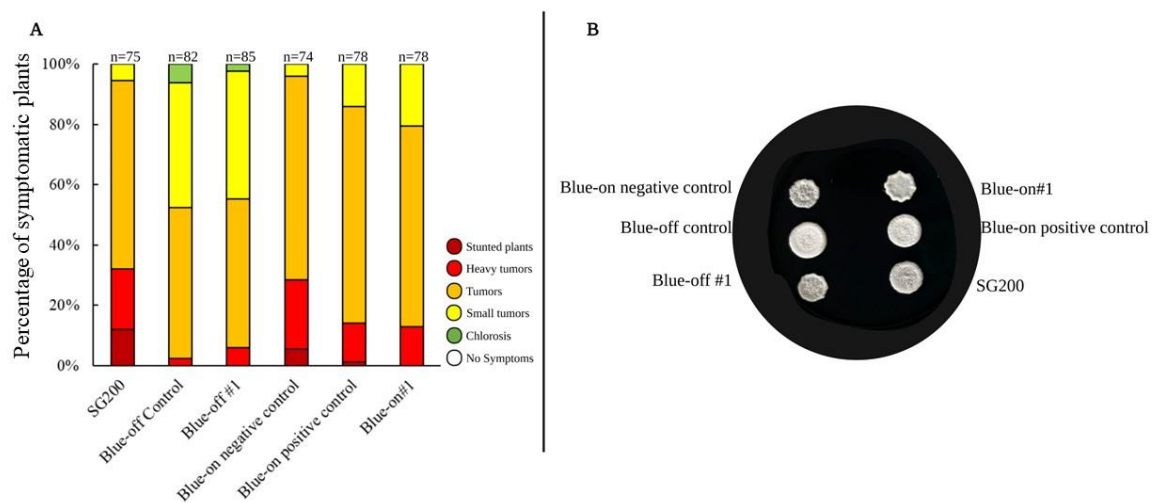 A
B
Percentage of symptomatic plants
n=75
n=82
n=85
n=74
n=78
n=78
100%
80%
60%
40%
20%
0%
Stunted plants
Heavy tumors
Tumors
Small tumors
Chlorosis
No Symptoms
SG200
Blue-off Control
Blue-off #1
Blue-on negative control
Blue-on positive control
Blue-on#1
Blue-on negative control
Blue-on#1
Blue-off control
Blue-on positive control
Blue-off #1
SG200